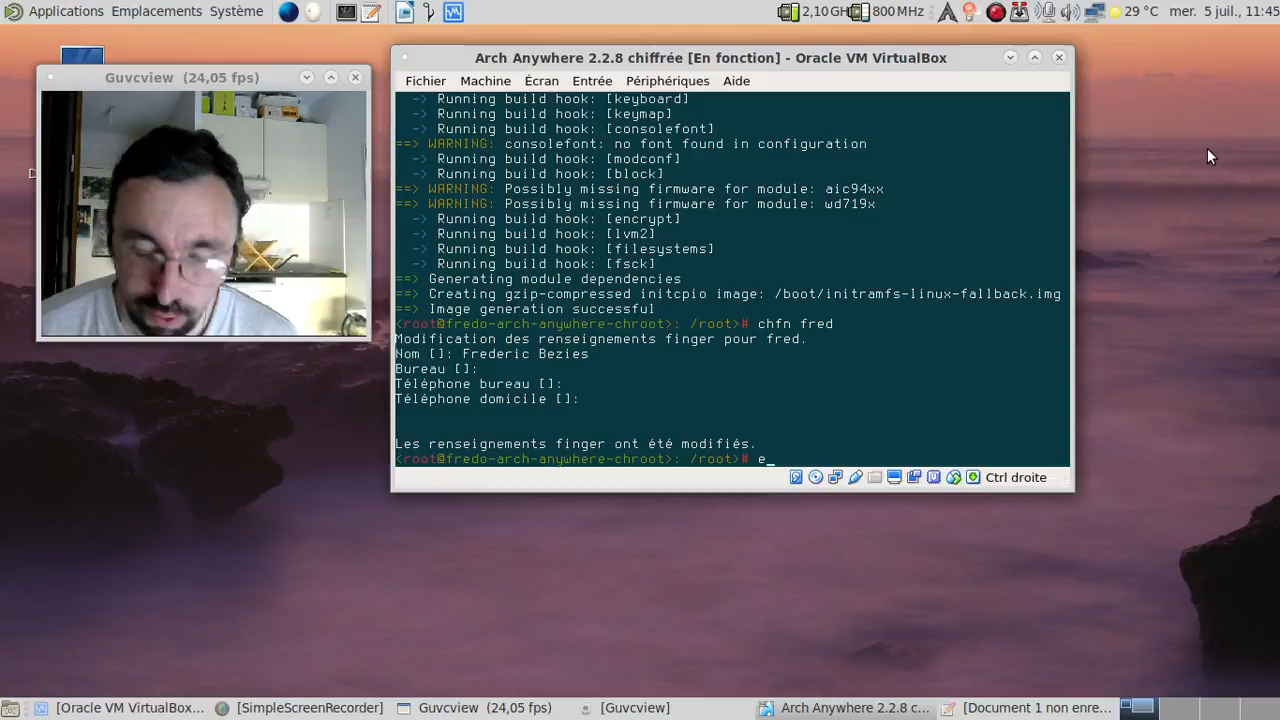 Applications Emplacements Système
2,10 GH 800 MHz 29 °C mer. 5 juil., 11:45
Guvcview (24,05 fps)
Arch Anywhere 2.2.8 chiffrée [En fonction] - Oracle VM VirtualBox
Fichier Machine Écran Entrée Périphériques Aide
-> Running build hook: [keyboard]
-> Running build hook: [keymap]
-> Running build hook: [consolefont]
==> WARNING: consolefont: no font found in configuration
-> Running build hook: [modconf]
-> Running build hook: [block]
==> WARNING: Possibly missing firmware for module: aic94xx
==> WARNING: Possibly missing firmware for module: wd719x
-> Running build hook: [encrypt]
-> Running build hook: [lvm2]
-> Running build hook: [filesystems]
-> Running build hook: [fsck]
==> Generating module dependencies
==> Creating gzip-compressed initcpio image: /boot/initramfs-linux-fallback.img
==> Image generation successful
<root@fredo-arch-anywhere-chroot>: /root># chfn fred
Modification des renseignements finger pour fred.
Nom []: Frederic Bezies
Bureau []:
Téléphone bureau []:
Téléphone domicile []:
Les renseignements finger ont été modifiés.
<root@fredo-arch-anywhere-chroot>: /root># e_
Ctrl droite
[Oracle VM VirtualBox... [SimpleScreenRecorder] Guvcview (24,05 fps) [Guvcview] Arch Anywhere 2.2.8 c... [Document 1 non enre...